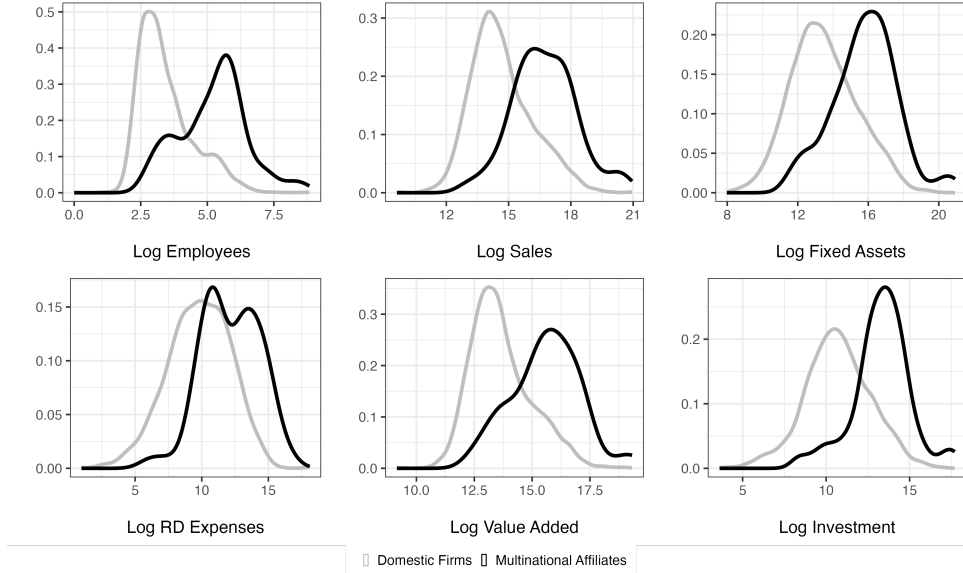 0.5
0.4
0.3
0.2
0.1
0.0
0.0 2.5 5.0 7.5
Log Employees
0.3
0.2
0.1
0.0
12 15 18 21
Log Sales
0.20
0.15
0.10
0.05
0.00
8 12 16 20
Log Fixed Assets
0.15
0.10
0.05
0.00
5 10 15
Log RD Expenses
0.3
0.2
0.1
0.0
10.0 12.5 15.0 17.5
Log Value Added
0.2
0.1
0.0
5 10 15
Log Investment
Domestic Firms Multinational Affiliates